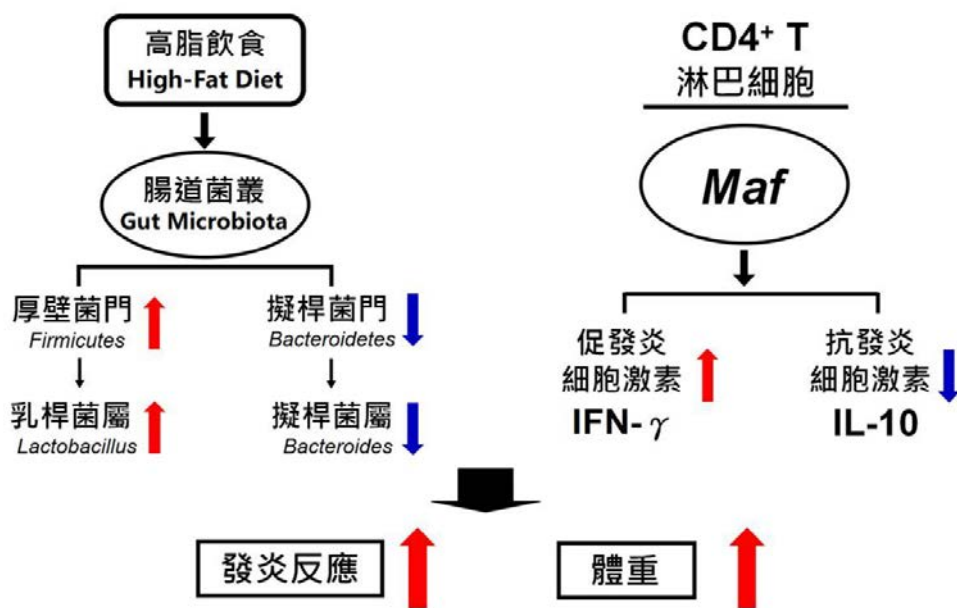 高脂飲食
High-Fat Diet
腸道菌叢
Gut Microbiota
厚壁菌門
Firmicutes
擬桿菌門
Bacteroidetes
乳桿菌屬
Lactobacillus
擬桿菌屬
Bacteroides
CD4⁺ T
淋巴細胞
Maf
促發炎
細胞激素
IFN-γ
抗發炎
細胞激素
IL-10
發炎反應
體重